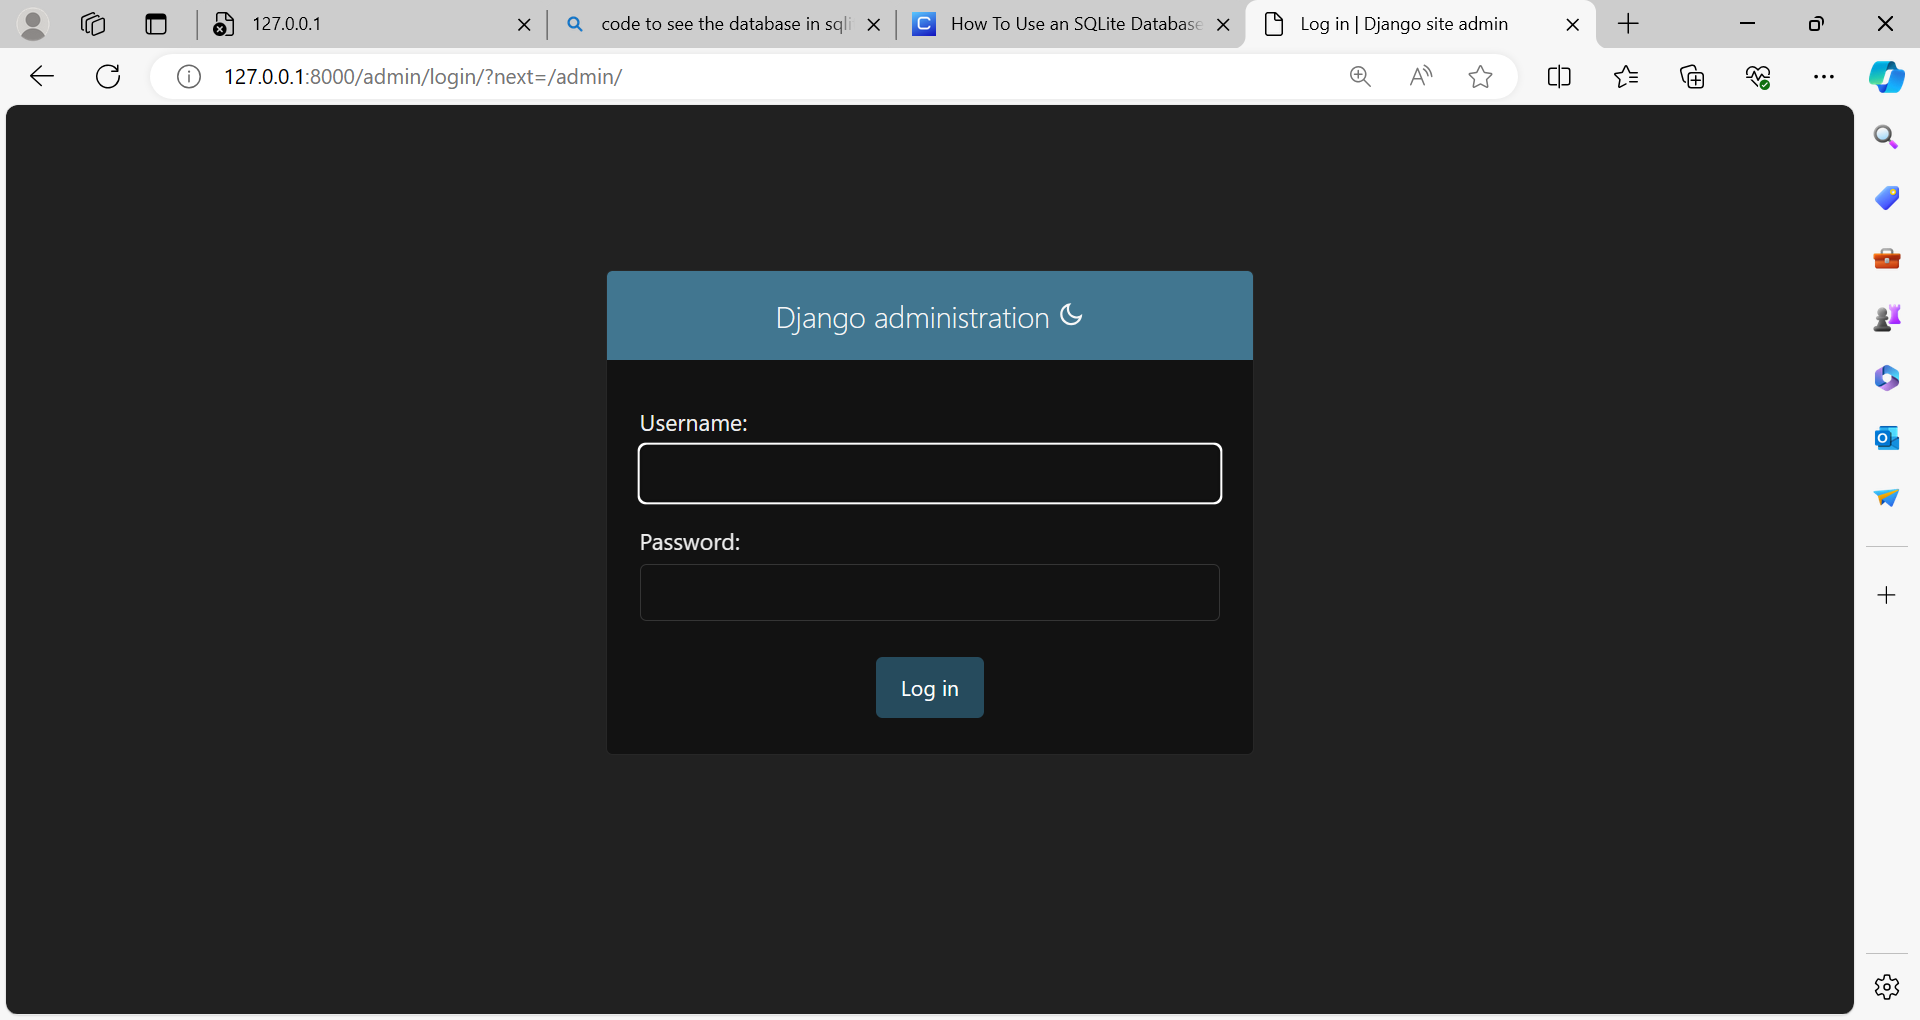 127.0.0.1
code to see the database in sqli
How To Use an SQLite Database
Log in | Django site admin
127.0.0.1:8000/admin/login/?next=/admin/
Django administration
Username:
Password:
Log in